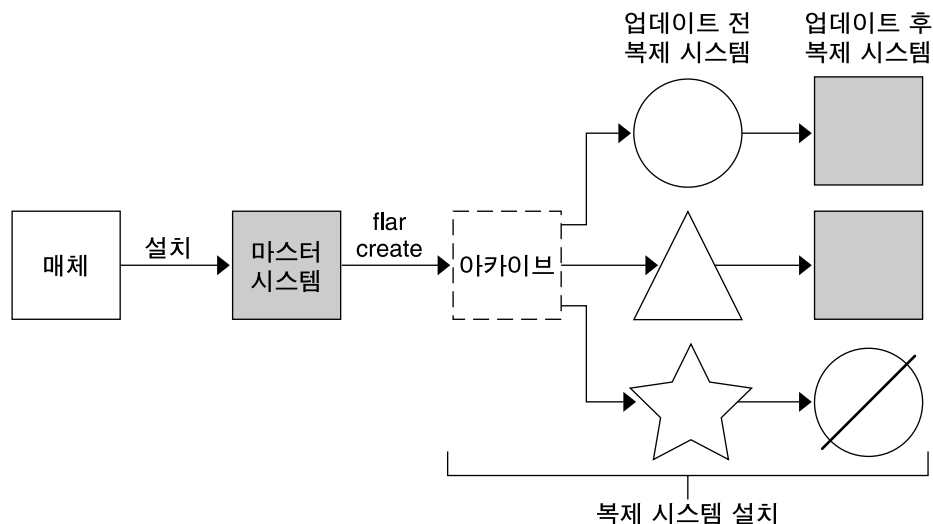 업데이트 전
복제 시스템
업데이트 후
복제 시스템
매체
설치
마스터
시스템
flar
create
아카이브
복제 시스템 설치